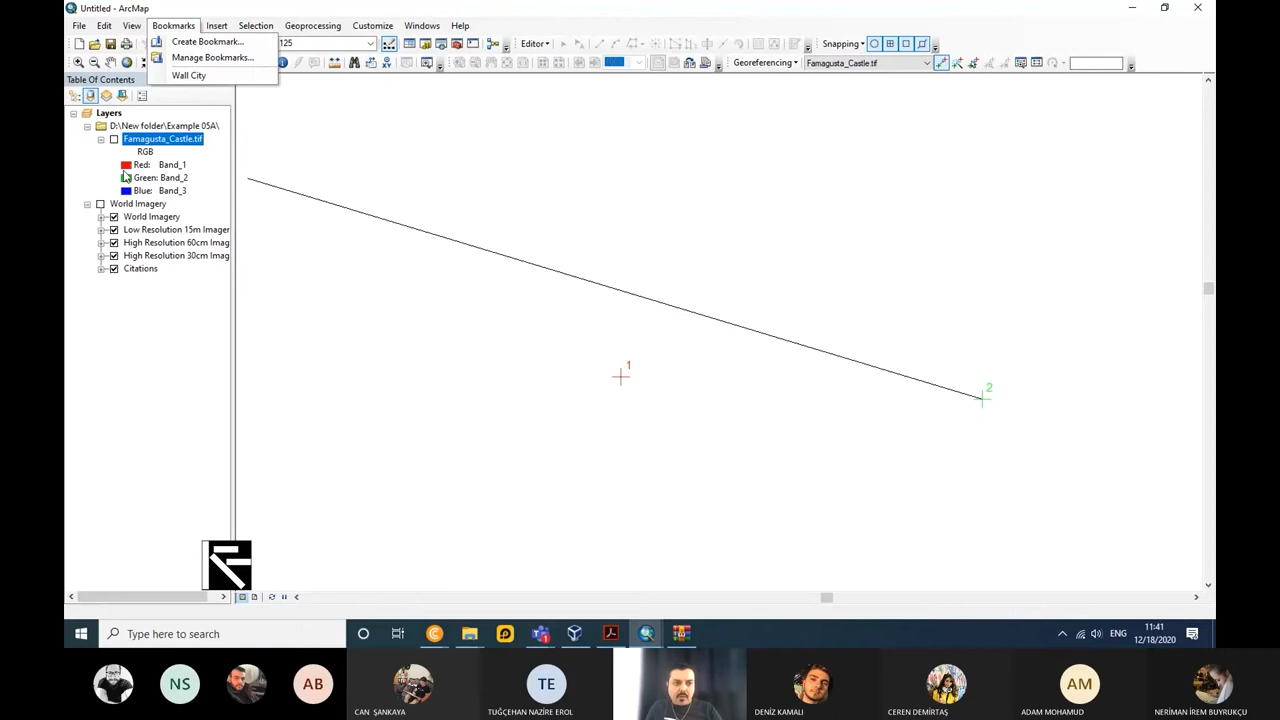 Untitled - ArcMap
File Edit View Bookmarks Insert Selection Geoprocessing Customize Windows Help
Create Bookmark...
125
Editor
Snapping
Manage Bookmarks...
Georeferencing
Famagusta_Castle.tif
Wall City
Table Of Contents
Layers
D:\New folder\Example 05A\
Famagusta_Castle.tif
RGB
Red: Band_1
Green: Band_2
Blue: Band_3
World Imagery
World Imagery
Low Resolution 15m Imager
High Resolution 60cm Imag
High Resolution 30cm Imag
Citations
1
2
Type here to search
ENG
11:41
12/18/2020
NS
AB
CAN ŞANKAYA
TE
TUĞÇEHAN NAZİRE EROL
DENİZ KAMALI
CEREN DEMİRTAŞ
AM
ADAM MOHAMUD
NERİMAN İREM BUYRUKÇU